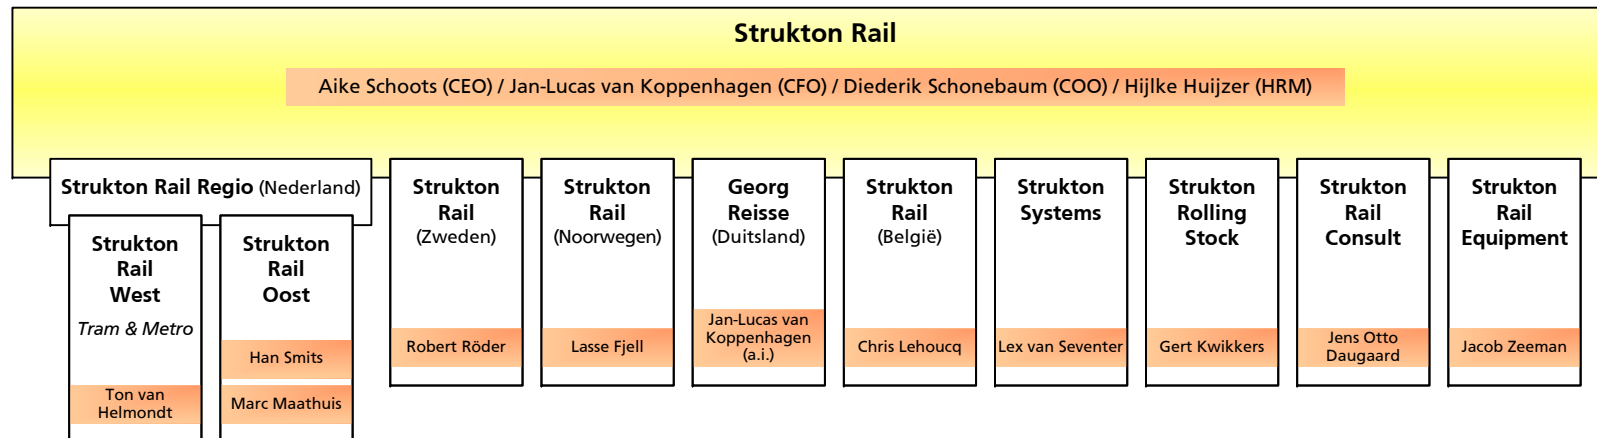 Strukton Rail
Aike Schoots (CEO) / Jan-Lucas van Koppenhagen (CFO) / Diederik Schonebaum (COO) / Hijlke Huijzer (HRM)
Strukton Rail Regio (Nederland)
Strukton
Rail
West
Tram & Metro
Ton van
Helmondt
Strukton
Rail
Oost
Han Smits
Marc Maathuis
Strukton
Rail
(Zweden)
Robert Röder
Strukton
Rail
(Noorwegen)
Lasse Fjell
Georg
Reisse
(Duitsland)
Jan-Lucas van
Koppenhagen
(a.i.)
Strukton
Rail
(België)
Chris Lehoucq
Strukton
Systems
Lex van Seventer
Strukton
Rolling
Stock
Gert Kwikkers
Strukton
Rail
Consult
Jens Otto
Daugaard
Strukton
Rail
Equipment
Jacob Zeeman